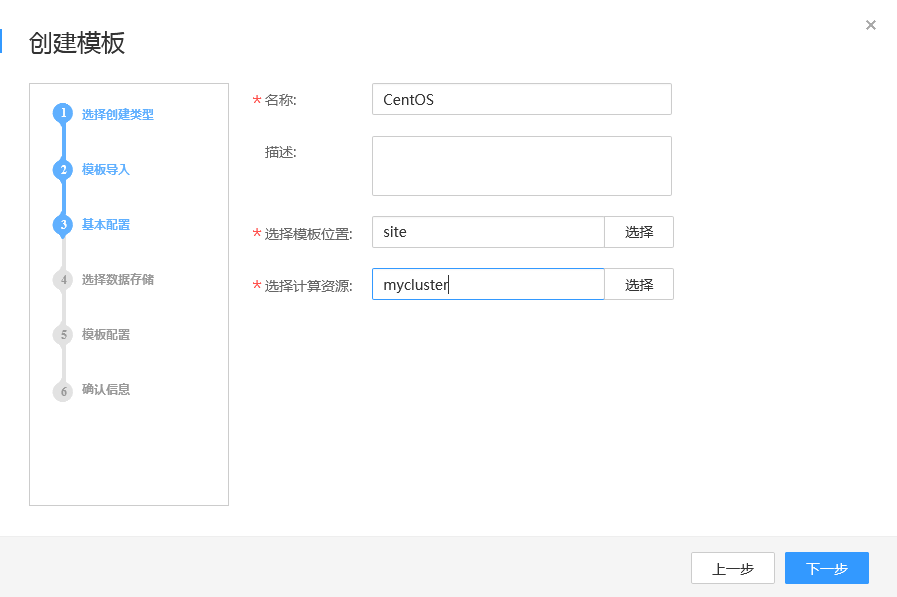 创建模板
×
1 选择创建类型
2 模板导入
3 基本配置
4 选择数据存储
5 模板配置
6 确认信息
* 名称: CentOS
描述:
* 选择模板位置: site 选择
* 选择计算资源: mycluster 选择
上一步 下一步